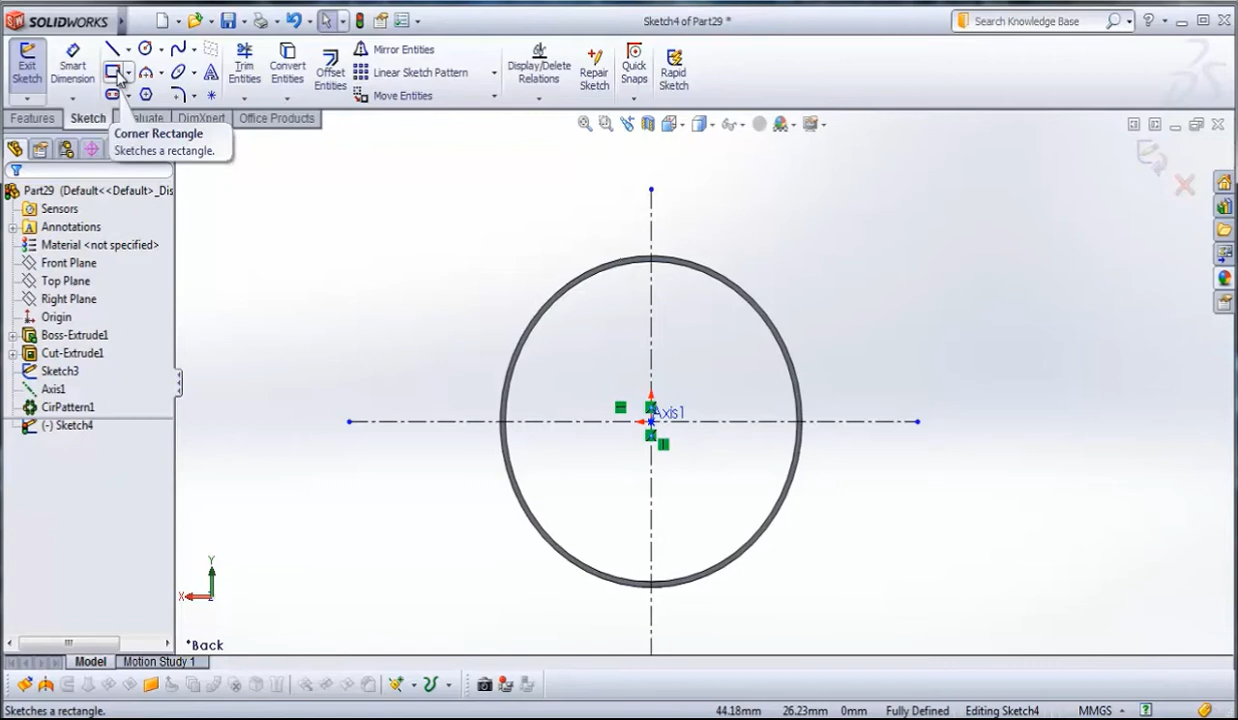 SOLIDWORKS
Sketch4 of Part29 *
Search Knowledge Base
Exit Sketch
Smart Dimension
Trim Entities
Convert Entities
Offset Entities
Mirror Entities
Linear Sketch Pattern
Move Entities
Display/Delete Relations
Repair Sketch
Quick Snaps
Rapid Sketch
Features
Sketch
DimXpert
Office Products
Corner Rectangle
Sketches a rectangle.
Part29 (Default<<Default>_Dis
Sensors
Annotations
Material <not specified>
Front Plane
Top Plane
Right Plane
Origin
Boss-Extrude1
Cut-Extrude1
Sketch3
Axis1
CirPattern1
(-) Sketch4
Axis1
Y
X
*Back
Model
Motion Study 1
Sketches a rectangle.
44.18mm
26.23mm
0mm
Fully Defined
Editing Sketch4
MMGS